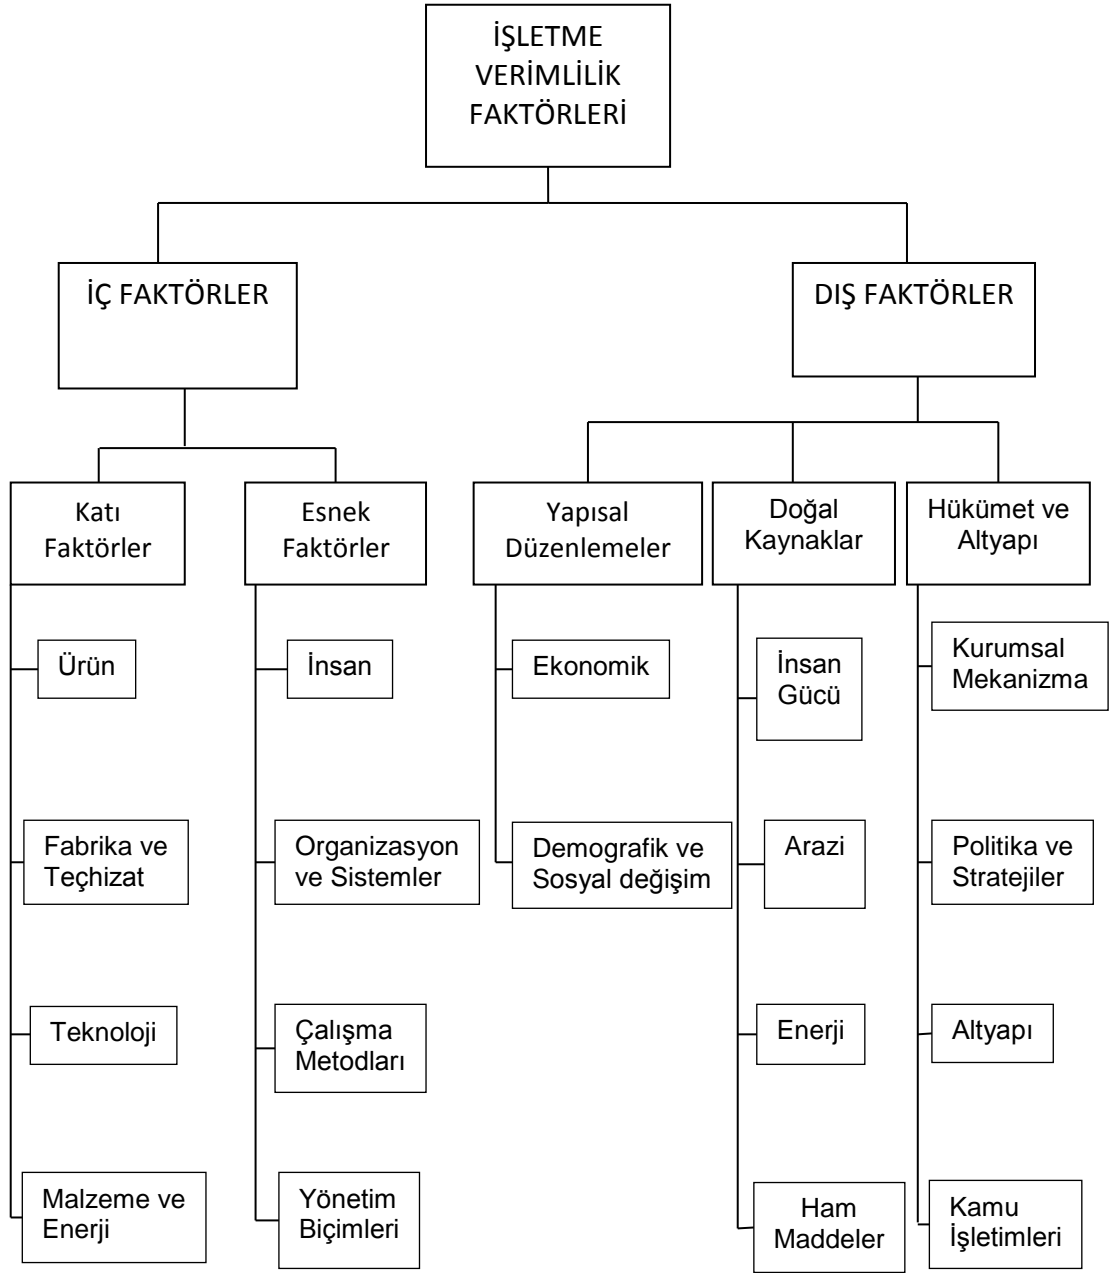 İŞLETME
VERİMLİLİK
FAKTÖRLERİ
İÇ FAKTÖRLER
DIŞ FAKTÖRLER
Katı
Faktörler
Esnek
Faktörler
Yapısal
Düzenlemeler
Doğal
Kaynaklar
Hükümet ve
Altyapı
Ürün
Fabrika ve
Teçhizat
Teknoloji
Malzeme ve
Enerji
İnsan
Organizasyon
ve Sistemler
Çalışma
Metodları
Yönetim
Biçimleri
Ekonomik
Demografik ve
Sosyal değişim
İnsan
Gücü
Arazi
Enerji
Ham
Maddeler
Kurumsal
Mekanizma
Politika ve
Stratejiler
Altyapı
Kamu
İşletimleri